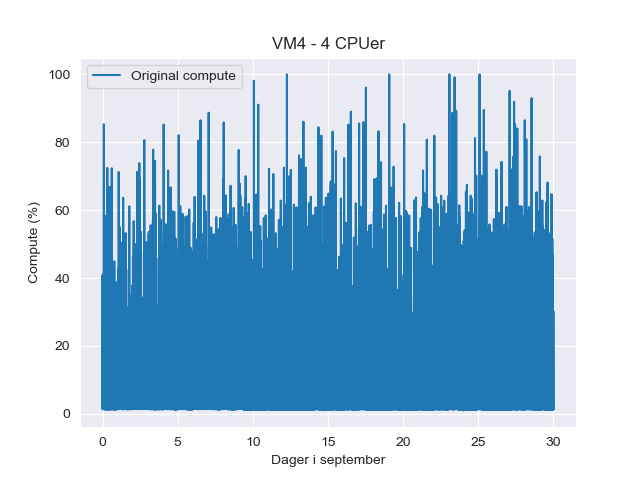 VM4 - 4 CPUer
Original compute
100
80
60
40
20
0
Compute (%)
0 5 10 15 20 25 30
Dager i september